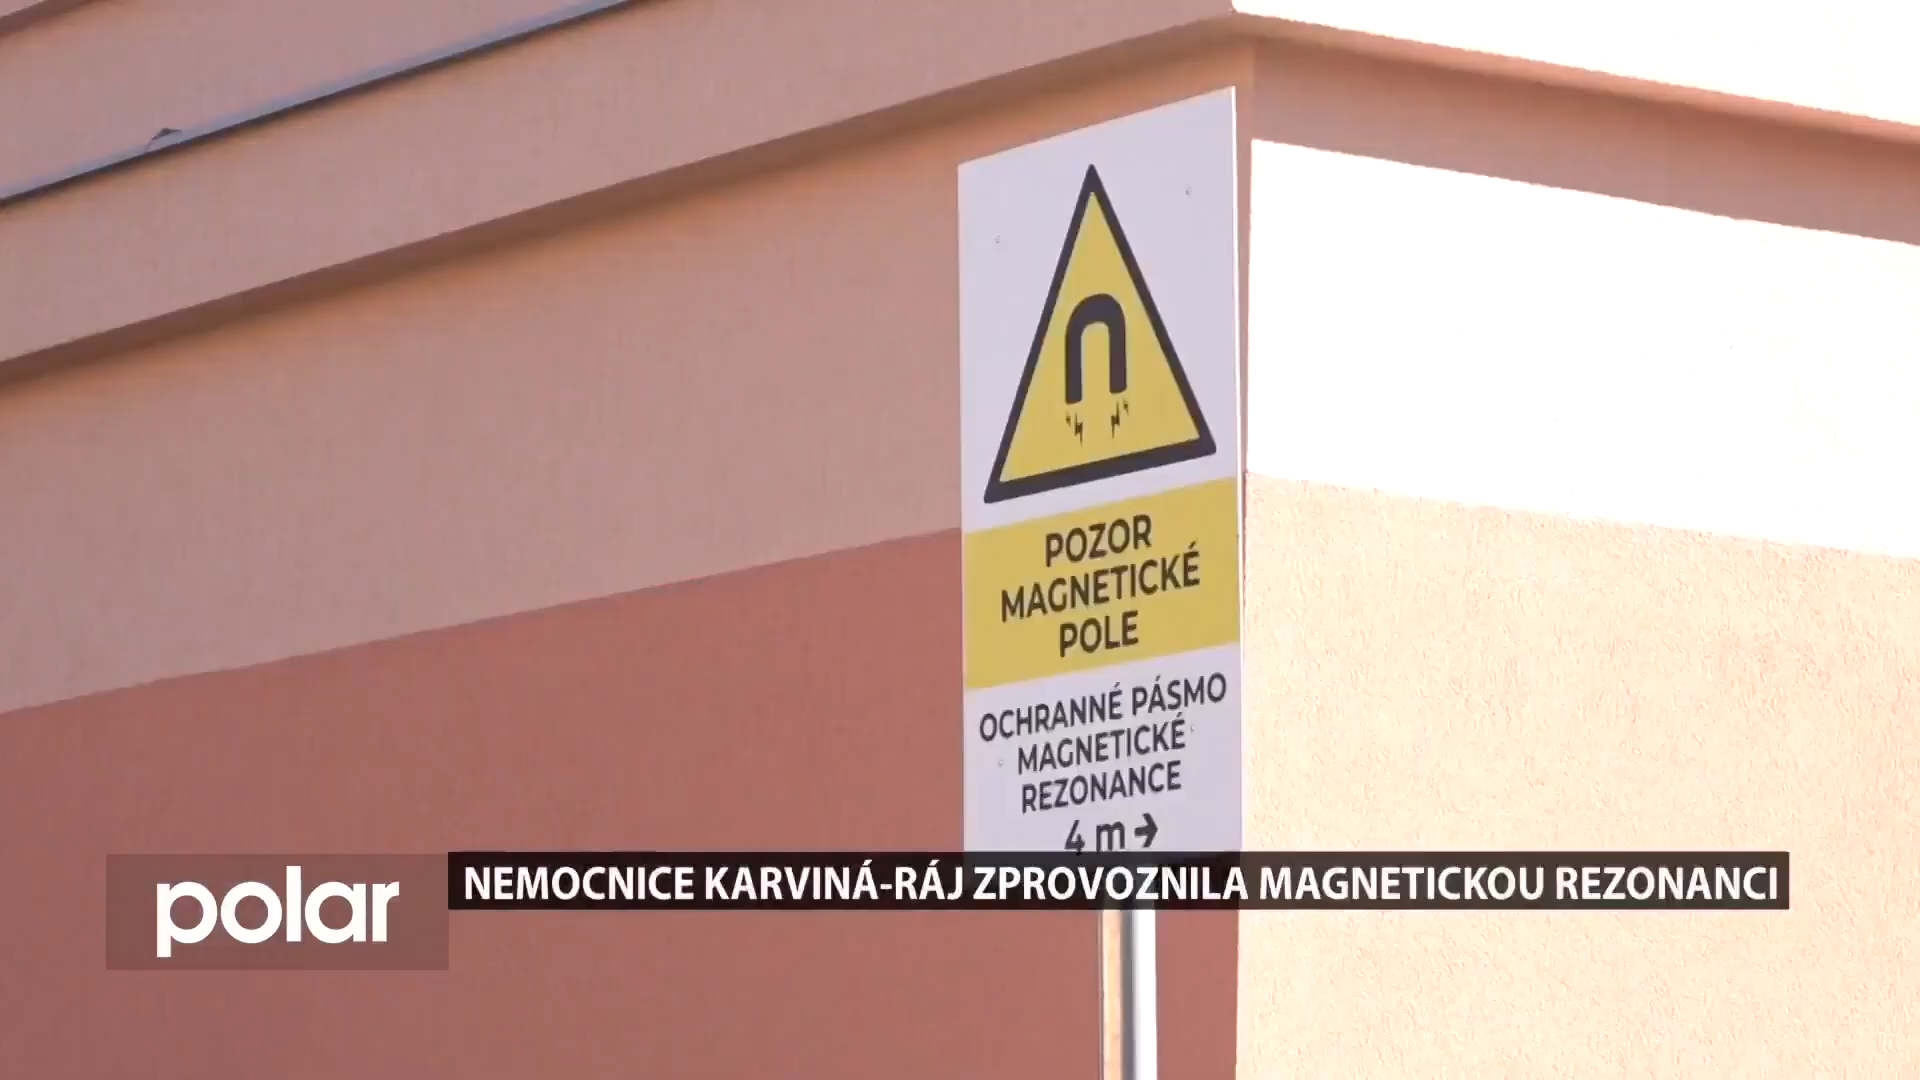 POZOR
MAGNETICKÉ
POLE
OCHRANNÉ PÁSMO
MAGNETICKÉ
REZONANCE
4 m →
polar
NEMOCNICE KARVINÁ-RÁJ ZPROVOZNILA MAGNETICKOU REZONANCI